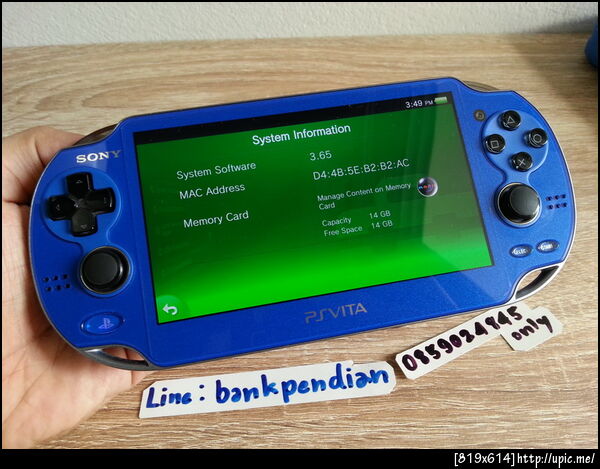 3:49 PM
System Information
SONY
System Software 3.65
MAC Address D4:4B:5E:B2:B2:AC
Manage Content on Memory
Card
Memory Card
Capacity 14 GB
Free Space 14 GB
SELECT START
PSVITA
0859024945
only
Line: bankpendian
[819x614]http://upic.me/